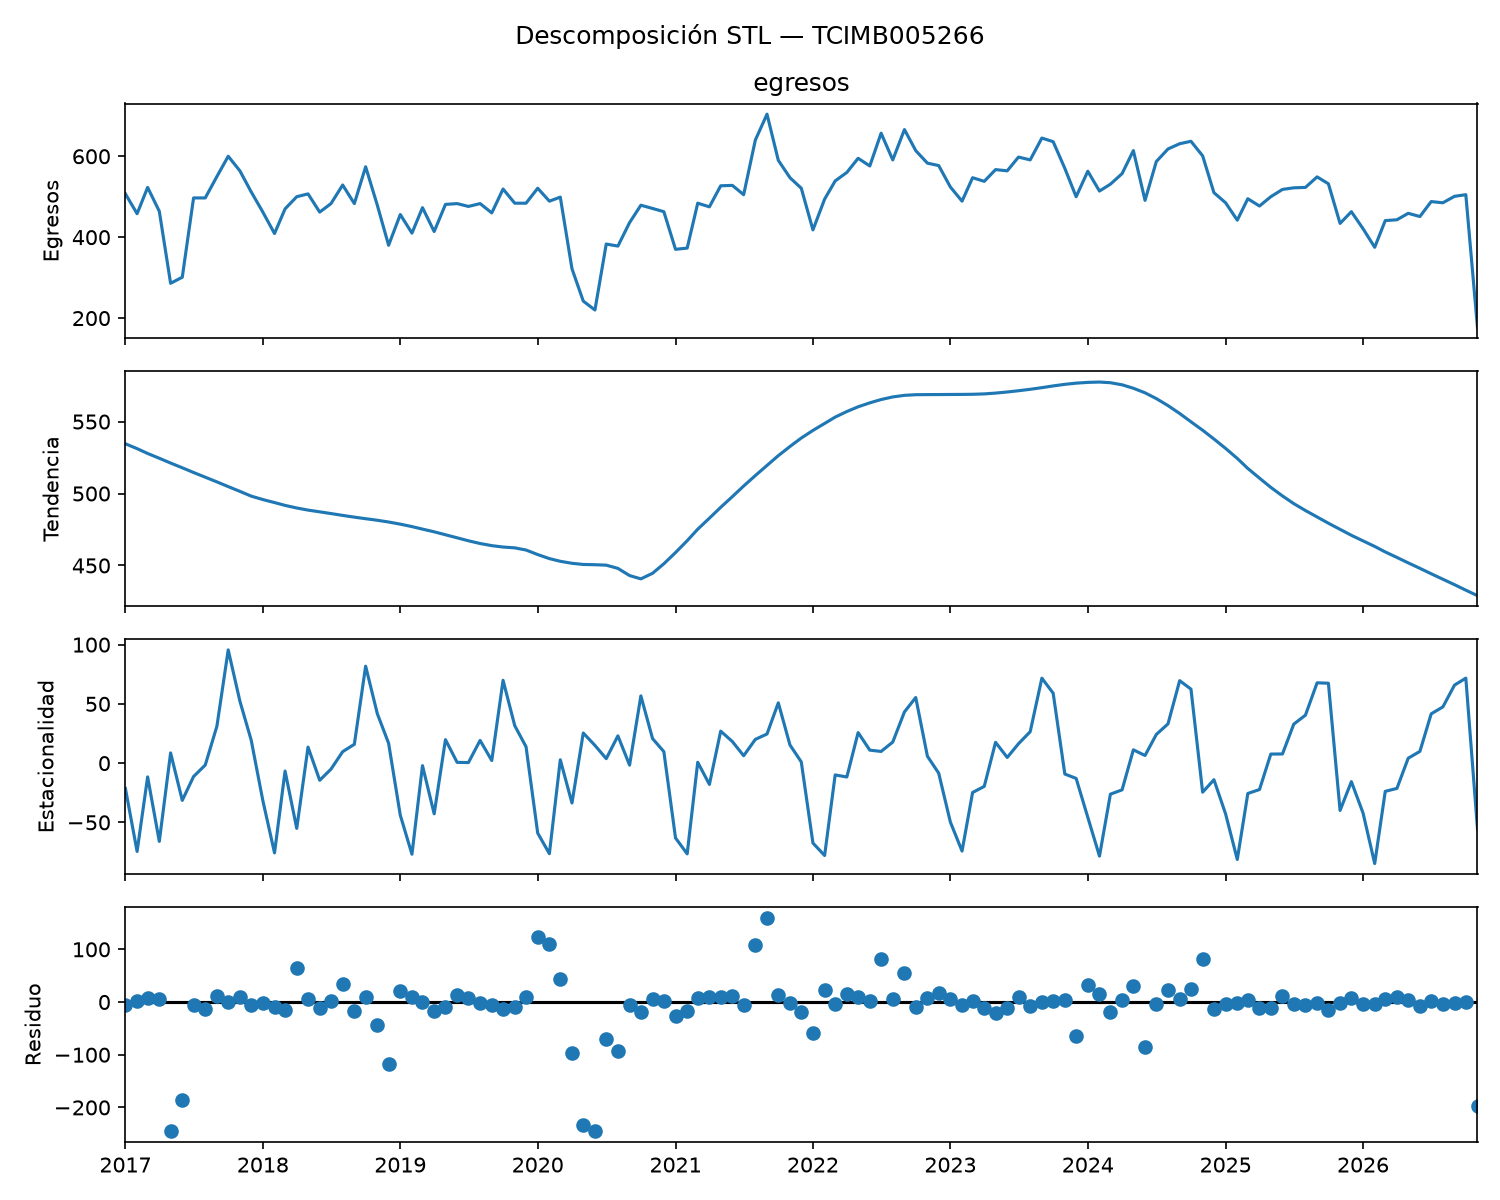 Descomposición STL — TCIMB005266
egresos
Egresos
600
400
200
Tendencia
550
500
450
Estacionalidad
100
50
0
−50
Residuo
100
0
−100
−200
2017 2018 2019 2020 2021 2022 2023 2024 2025 2026